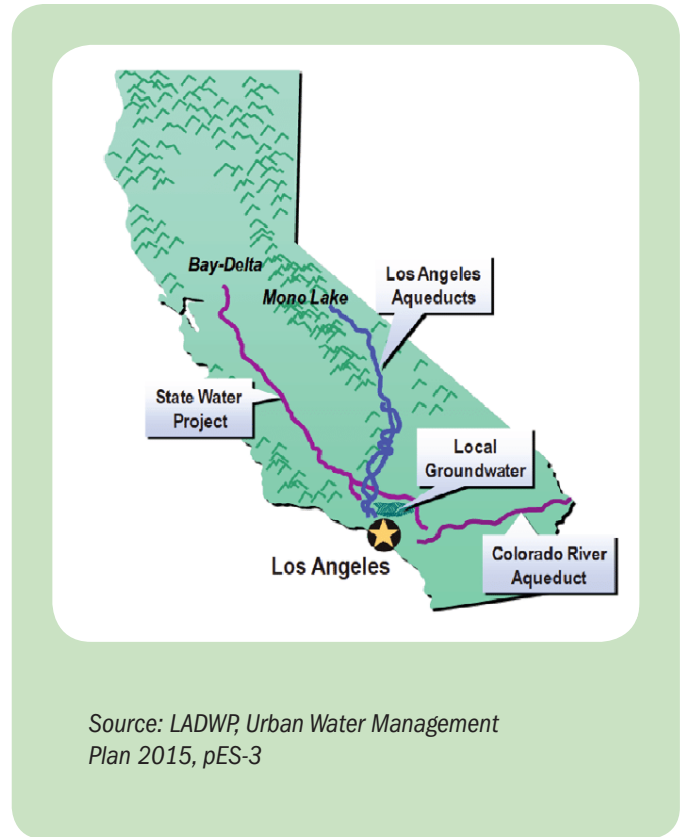 Bay-Delta
Mono Lake
Los Angeles
Aqueducts
State Water
Project
Local
Groundwater
Los Angeles
Colorado River
Aqueduct
Source: LADWP, Urban Water Management
Plan 2015, pES-3